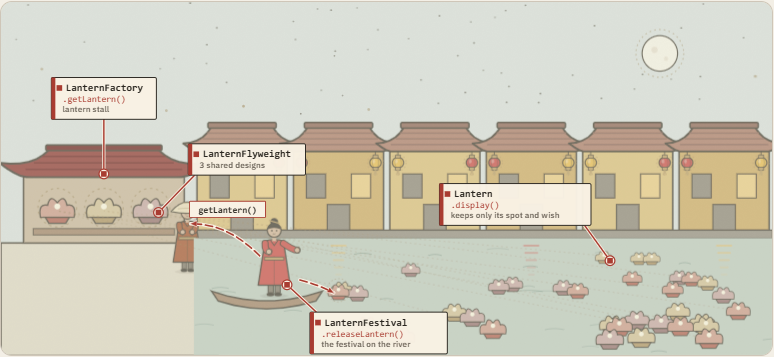 LanternFactory
.getLantern()
lantern stall
LanternFlyweight
3 shared designs
getLantern()
Lantern
.display()
keeps only its spot and wish
LanternFestival
.releaseLantern()
the festival on the river